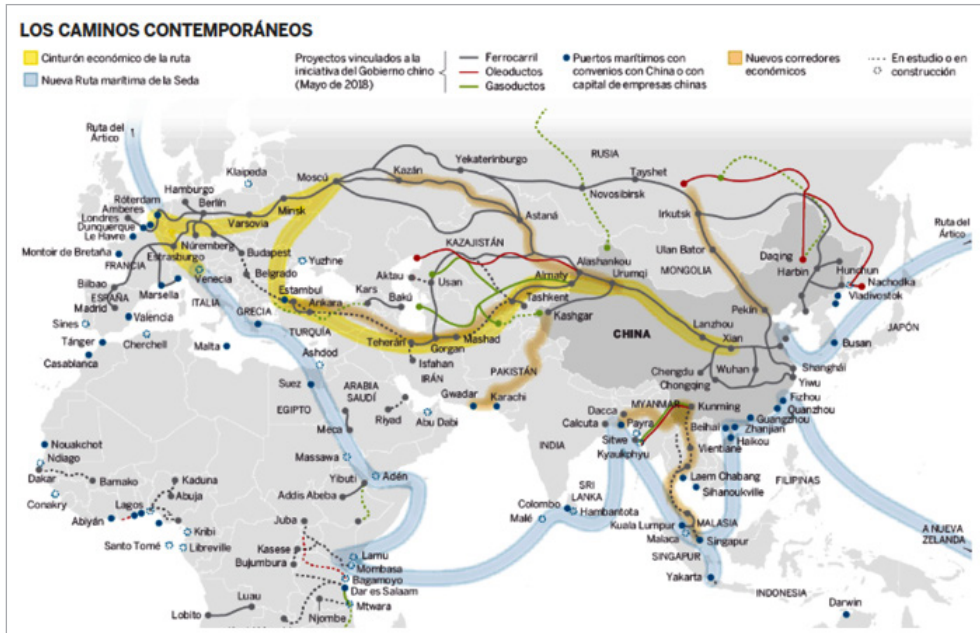 LOS CAMINOS CONTEMPORÁNEOS
Cinturón económico de la ruta
Nueva Ruta marítima de la Seda
Proyectos vinculados a la
iniciativa del Gobierno chino
(Mayo de 2018)
Ferrocarril
Oleoductos
Gasoductos
Puertos marítimos con
convenios con China o con
capital de empresas chinas
Nuevos corredores
económicos
En estudio o en
construcción
Ruta del
Ártico
Klaipeda
Hamburgo
Róterdam
Amberes
Londres
Dunquerque
Le Havre
Berlín
Varsovia
Minsk
Moscú
Kazán
Yekaterinburgo
RUSIA
Novosibirsk
Tayshet
Irkutsk
Ruta del
Ártico
Montoir de Bretaña
FRANCIA
Estrasburgo
Núremberg
Budapest
Belgrado
Venecia
Yuzhne
Astaná
KAZAJISTÁN
Alashankou
Almaty
Urumqi
Ulan Bator
MONGOLIA
Daqing
Harbin
Hunchun
Nachodka
Vladivostok
Bilbao
ESPAÑA
Madrid
Marsella
ITALIA
Valencia
Sines
Tánger
Casablanca
Cherchell
Malta
GRECIA
Estambul
Ankara
TURQUÍA
Kars
Bakú
Aktau
Usan
Tashkent
Kashgar
CHINA
Lanzhou
Xian
Pekín
JAPÓN
Busan
Teherán
Gorgan
Mashad
Isfahan
IRÁN
PAKISTÁN
Gwadar
Karachi
Chengdu
Chongqing
Wuhan
Shanghái
Yiwu
Fizhou
Quanzhou
Guangzhou
Zhanjian
Haikou
Beihai
Kunming
MYANMAR
Dacca
Calcuta
Payra
Sitwe
Kyaukphyu
Vientiane
Ashdod
Suez
EGIPTO
ARABIA
SAUDÍ
Riyad
Meca
Abu Dabi
INDIA
Nouakchot
Ndiago
Dakar
Bamako
Conakry
Massawa
Adén
Yibuti
Addis Abeba
Kaduna
Abuja
Lagos
Abiyán
Kribi
Santo Tomé
Libreville
SRI
LANKA
Colombo
Hambantota
Malé
Laem Chabang
Sihanoukville
FILIPINAS
Kuala Lumpur
MALASIA
Malaca
Singapur
SINGAPUR
Yakarta
INDONESIA
A NUEVA
ZELANDA
Darwin
Juba
Kasese
Bujumbura
Lamu
Mombasa
Bagamoyo
Dar es Salaam
Mtwara
Luau
Lobito
Njombe